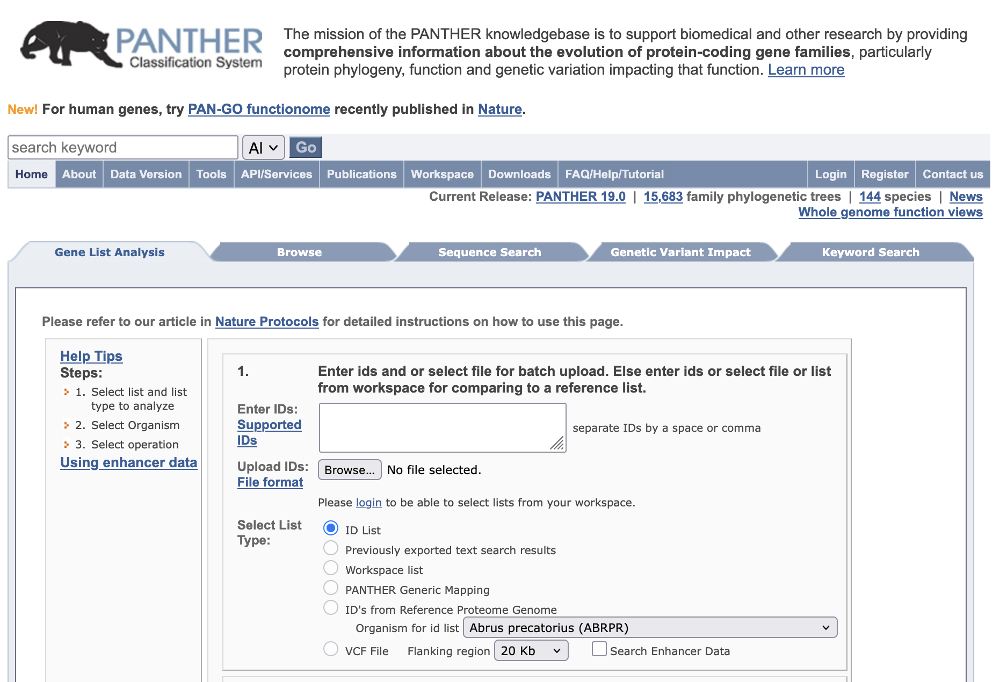 PANTHER
Classification System
The mission of the PANTHER knowledgebase is to support biomedical and other research by providing
comprehensive information about the evolution of protein-coding gene families, particularly
protein phylogeny, function and genetic variation impacting that function. Learn more
New! For human genes, try PAN-GO functionome recently published in Nature.
search keyword Al Go
Home About Data Version Tools API/Services Publications Workspace Downloads FAQ/Help/Tutorial Login Register Contact us
Current Release: PANTHER 19.0 | 15,683 family phylogenetic trees | 144 species | News
Whole genome function views
Gene List Analysis Browse Sequence Search Genetic Variant Impact Keyword Search
Please refer to our article in Nature Protocols for detailed instructions on how to use this page.
Help Tips
Steps:
1. Select list and list
type to analyze
2. Select Organism
3. Select operation
Using enhancer data
1. Enter ids and or select file for batch upload. Else enter ids or select file or list
from workspace for comparing to a reference list.
Enter IDs:
Supported
IDs
separate IDs by a space or comma
Upload IDs:
File format
Browse... No file selected.
Please login to be able to select lists from your workspace.
Select List
Type:
ID List
Previously exported text search results
Workspace list
PANTHER Generic Mapping
ID's from Reference Proteome Genome
Organism for id list Abrus precatorius (ABRPR)
VCF File Flanking region 20 Kb Search Enhancer Data